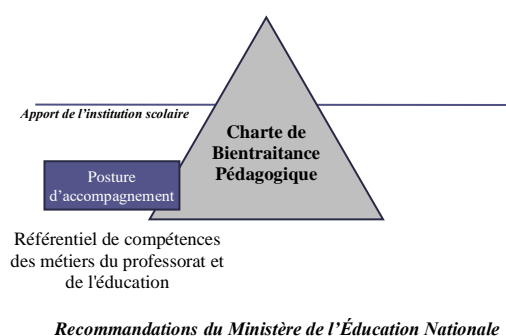 Apport de l’institution scolaire
Charte de
Bientraitance
Pédagogique
Posture
d’accompagnement
Référentiel de compétences
des métiers du professorat et
de l'éducation
Recommandations du Ministère de l’Éducation Nationale